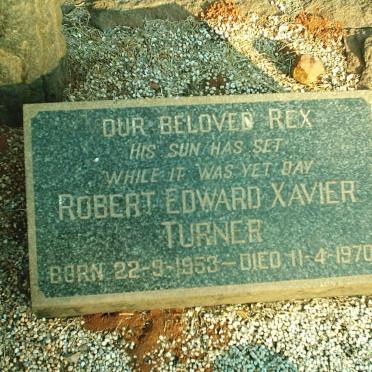 OUR BELOVED REX
HIS SUN HAS SET
WHILE IT WAS YET DAY
ROBERT EDWARD XAVIER
TURNER
BORN 22-9-1953-DIED 11-4-1970